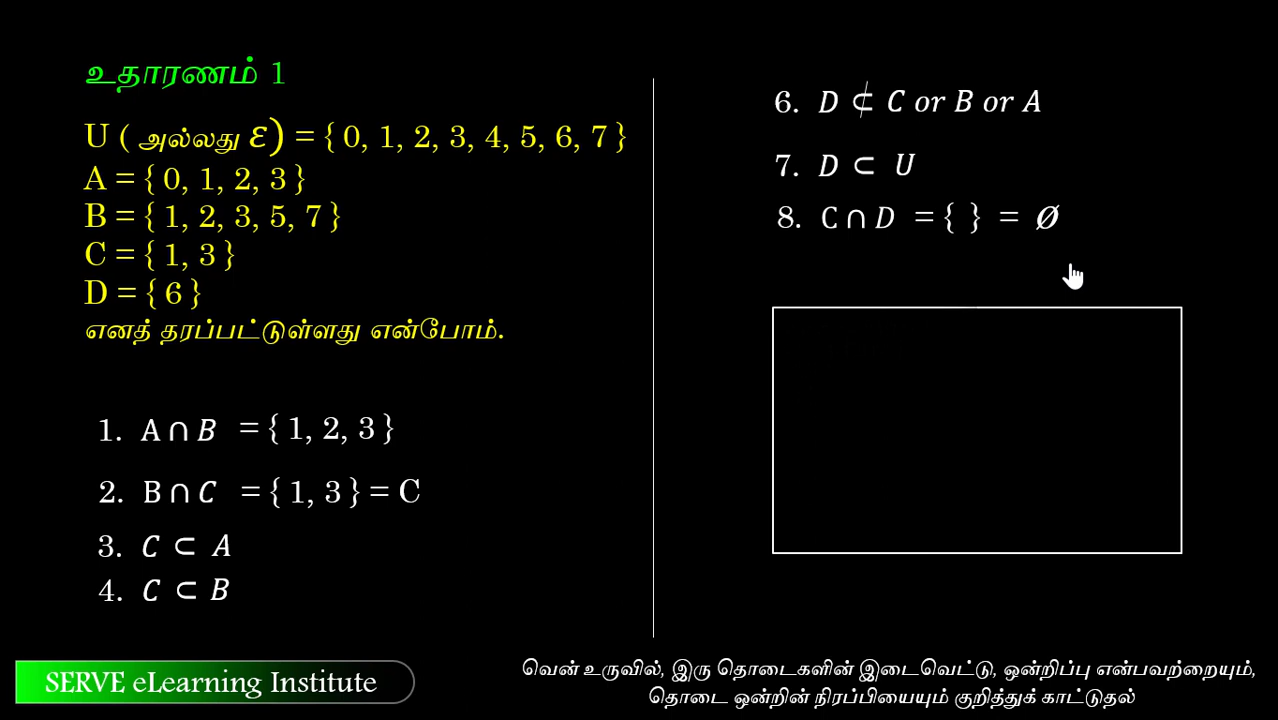 உதாரணம் 1
U ( அல்லது ℰ) = { 0, 1, 2, 3, 4, 5, 6, 7 }
A = { 0, 1, 2, 3 }
B = { 1, 2, 3, 5, 7 }
C = { 1, 3 }
D = { 6 }
எனத் தரப்பட்டுள்ளது என்போம்.
1. A ∩ B = { 1, 2, 3 }
2. B ∩ C = { 1, 3 } = C
3. C ⊂ A
4. C ⊂ B
6. D ⊄ C or B or A
7. D ⊂ U
8. C ∩ D = { } = Ø
SERVE eLearning Institute
வென் உருவில், இரு தொடைகளின் இடைவெட்டு, ஒன்றிப்பு என்பவற்றையும்,
தொடை ஒன்றின் நிரப்பியையும் குறித்துக் காட்டுதல்